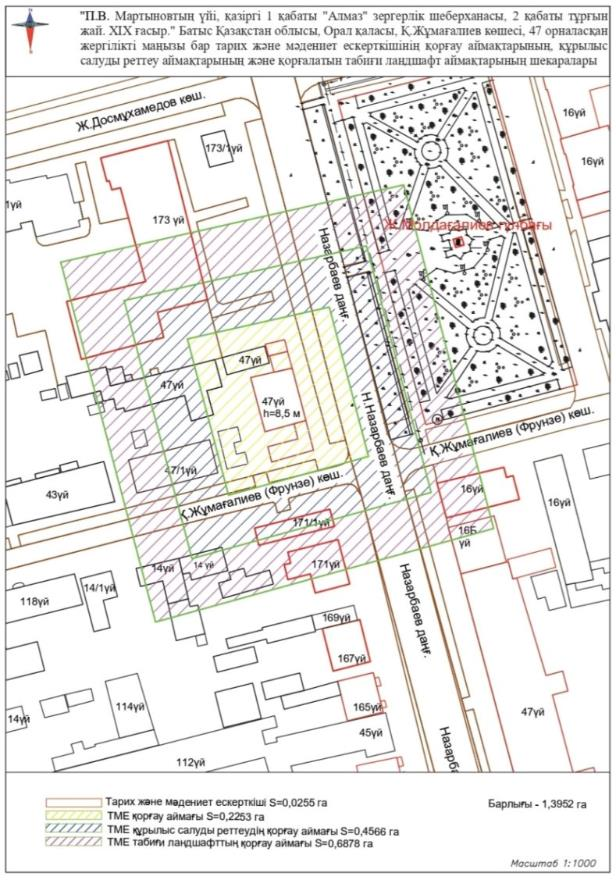 "П.В. Мартыновтың үйі, қазіргі 1 қабаты "Алмаз" зергерлік шеберханасы, 2 қабаты тұрғын
жай. XIX ғасыр." Батыс Қазақстан облысы, Орал қаласы, Қ.Жұмағалиев көшесі, 47 орналасқан
жергілікті маңызы бар тарих және мәдениет ескерткішінің қорғау аймақтарының, құрылыс
салуды реттеу аймақтарының және қорғалатын табиғи ландшафт аймақтарының шекаралары
Ж.Досмұхамедов көш.
173/1үй
16үй
16үй
1үй
173 үй
Назарбаев даңғ.
47үй
47үй
47үй
h=8,5 м
Н.Назарбаев даңғ.
Қ.Жұмағалиев (Фрунзе) көш.
47/1үй
43үй
Қ.Жұмағалиев (Фрунзе) көш.
16үй
16үй
16Б
үй
171/1үй
171үй
14үй
14 үй
14/1үй
118үй
Назарбаев даңғ.
169үй
167үй
165үй
45үй
114үй
14үй
112үй
47үй
Назарба
Тарих және мәдениет ескерткіші S=0,0255 га
Барлығы - 1,3952 га
ТМЕ қорғау аймағы S=0,2253 га
ТМЕ құрылыс салуды реттеудің қорғау аймағы S=0,4566 га
ТМЕ табиғи ландшафттың қорғау аймағы S=0,6878 га
Масштаб 1:1000